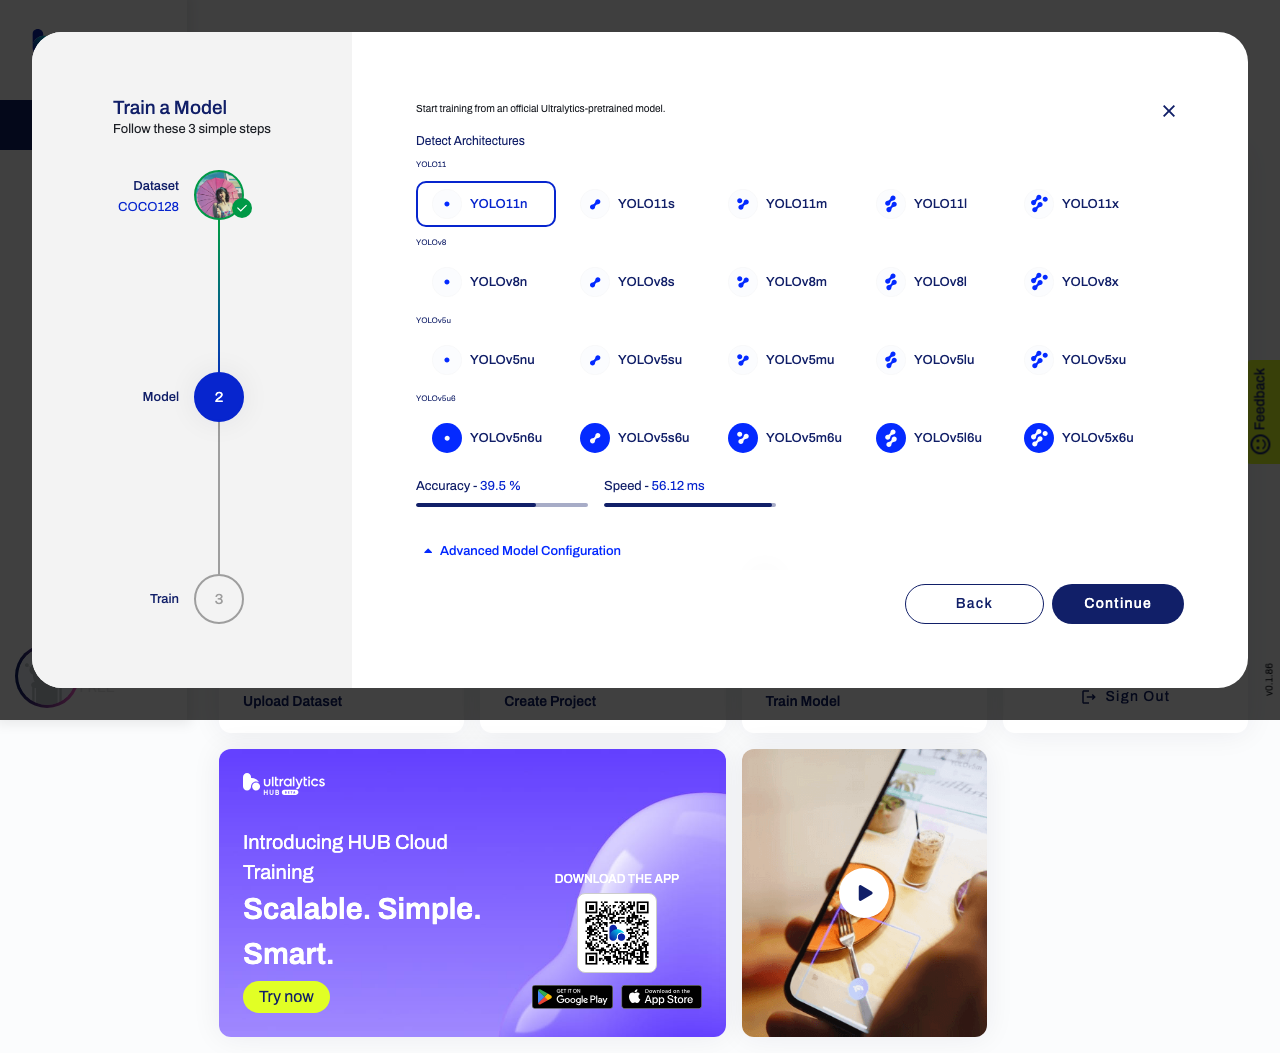 Train a Model
Follow these 3 simple steps
Dataset
COCO128
Model
2
Train
3
Start training from an official Ultralytics-pretrained model.
Detect Architectures
YOLO11
YOLO11n
YOLO11s
YOLO11m
YOLO11l
YOLO11x
YOLOv8
YOLOv8n
YOLOv8s
YOLOv8m
YOLOv8l
YOLOv8x
YOLOv5u
YOLOv5nu
YOLOv5su
YOLOv5mu
YOLOv5lu
YOLOv5xu
YOLOv5u6
YOLOv5n6u
YOLOv5s6u
YOLOv5m6u
YOLOv5l6u
YOLOv5x6u
Accuracy - 39.5 %
Speed - 56.12 ms
Advanced Model Configuration
Back
Continue
Feedback
v0.1.86
Upload Dataset
Create Project
Train Model
Sign Out
ultralytics
HUB BETA
Introducing HUB Cloud
Training
Scalable. Simple.
Smart.
Try now
DOWNLOAD THE APP
GET IT ON
Google Play
Download on the
App Store